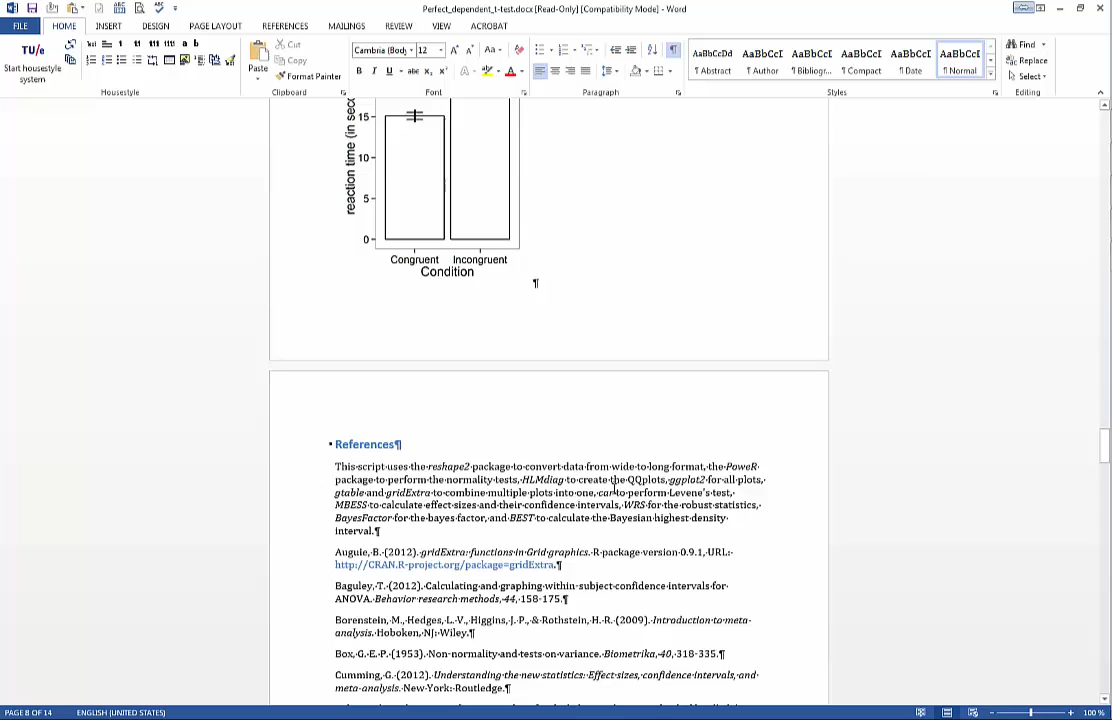 Perfect_dependent_t-test.docx [Read-Only] [Compatibility Mode] - Word
FILE HOME INSERT DESIGN PAGE LAYOUT REFERENCES MAILINGS REVIEW VIEW ACROBAT
TU/e
Start housestyle
system
Housestyle
Paste
Cut
Copy
Format Painter
Clipboard
Cambria (Body 12
Font
Paragraph
AaBbCcDd AaBbCcI AaBbCcI AaBbCcI AaBbCcI AaBbCcI
¶ Abstract ¶ Author ¶ Bibliogr... ¶ Compact ¶ Date ¶ Normal
Styles
Find
Replace
Select
Editing
reaction time (in seco
15
10
5
0
Congruent Incongruent
Condition
¶
References¶
This·script·uses·the·reshape2·package·to·convert·data·from·wide·to·long·format,·the·PoweR·
package·to·perform·the·normality·tests,·HLMdiag·to·create·the·QQplots,·ggplot2·for·all·plots,·
gtable·and·gridExtra·to·combine·multiple·plots·into·one,·car·to·perform·Levene's·test,·
MBESS·to·calculate·effect·sizes·and·their·confidence·intervals,·WRS·for·the·robust·statistics,·
BayesFactor·for·the·bayes·factor,·and·BEST·to·calculate·the·Bayesian·highest·density·
interval.¶
Auguie,·B.·(2012).·gridExtra:·functions·in·Grid·graphics.·R·package·version·0.9.1,·URL:·
http://CRAN.R-project.org/package=gridExtra.¶
Baguley,·T.·(2012).·Calculating·and·graphing·within-subject·confidence·intervals·for·
ANOVA.·Behavior·research·methods,·44,·158-175.¶
Borenstein,·M.,·Hedges,·L.·V.,·Higgins,·J.·P.,·&·Rothstein,·H.·R.·(2009).·Introduction·to·meta-
analysis.·Hoboken,·NJ:·Wiley.¶
Box,·G.·E.·P.·(1953).·Non-normality·and·tests·on·variance.·Biometrika,·40,·318-335.¶
Cumming,·G.·(2012).·Understanding·the·new·statistics:·Effect·sizes,·confidence·intervals,·and·
meta-analysis.·New·York:·Routledge.¶
PAGE 8 OF 14 ENGLISH (UNITED STATES) 100 %